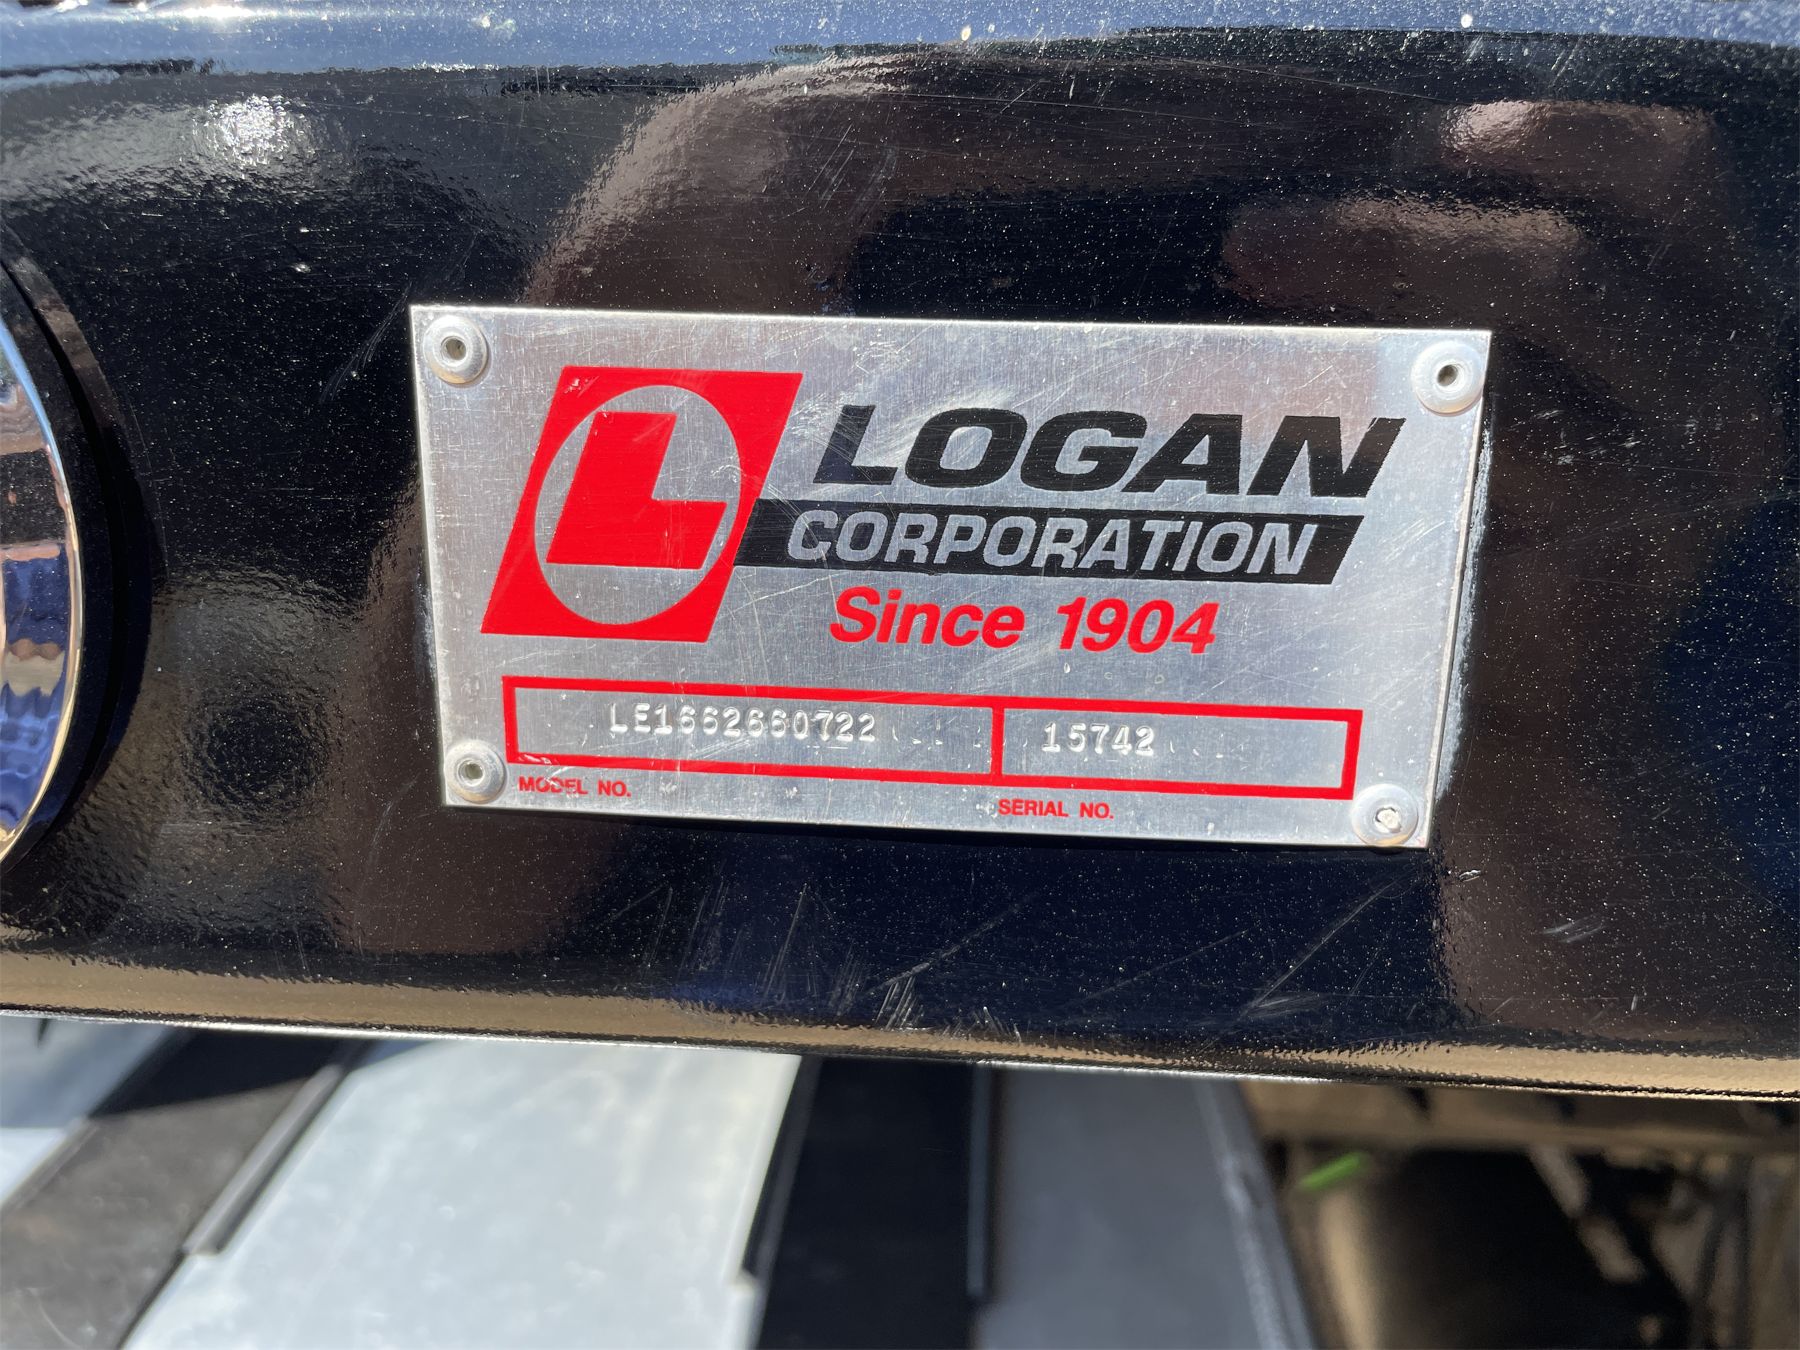 L
LOGAN
CORPORATION
Since 1904
LE1662660722 15742
MODEL NO. SERIAL NO.